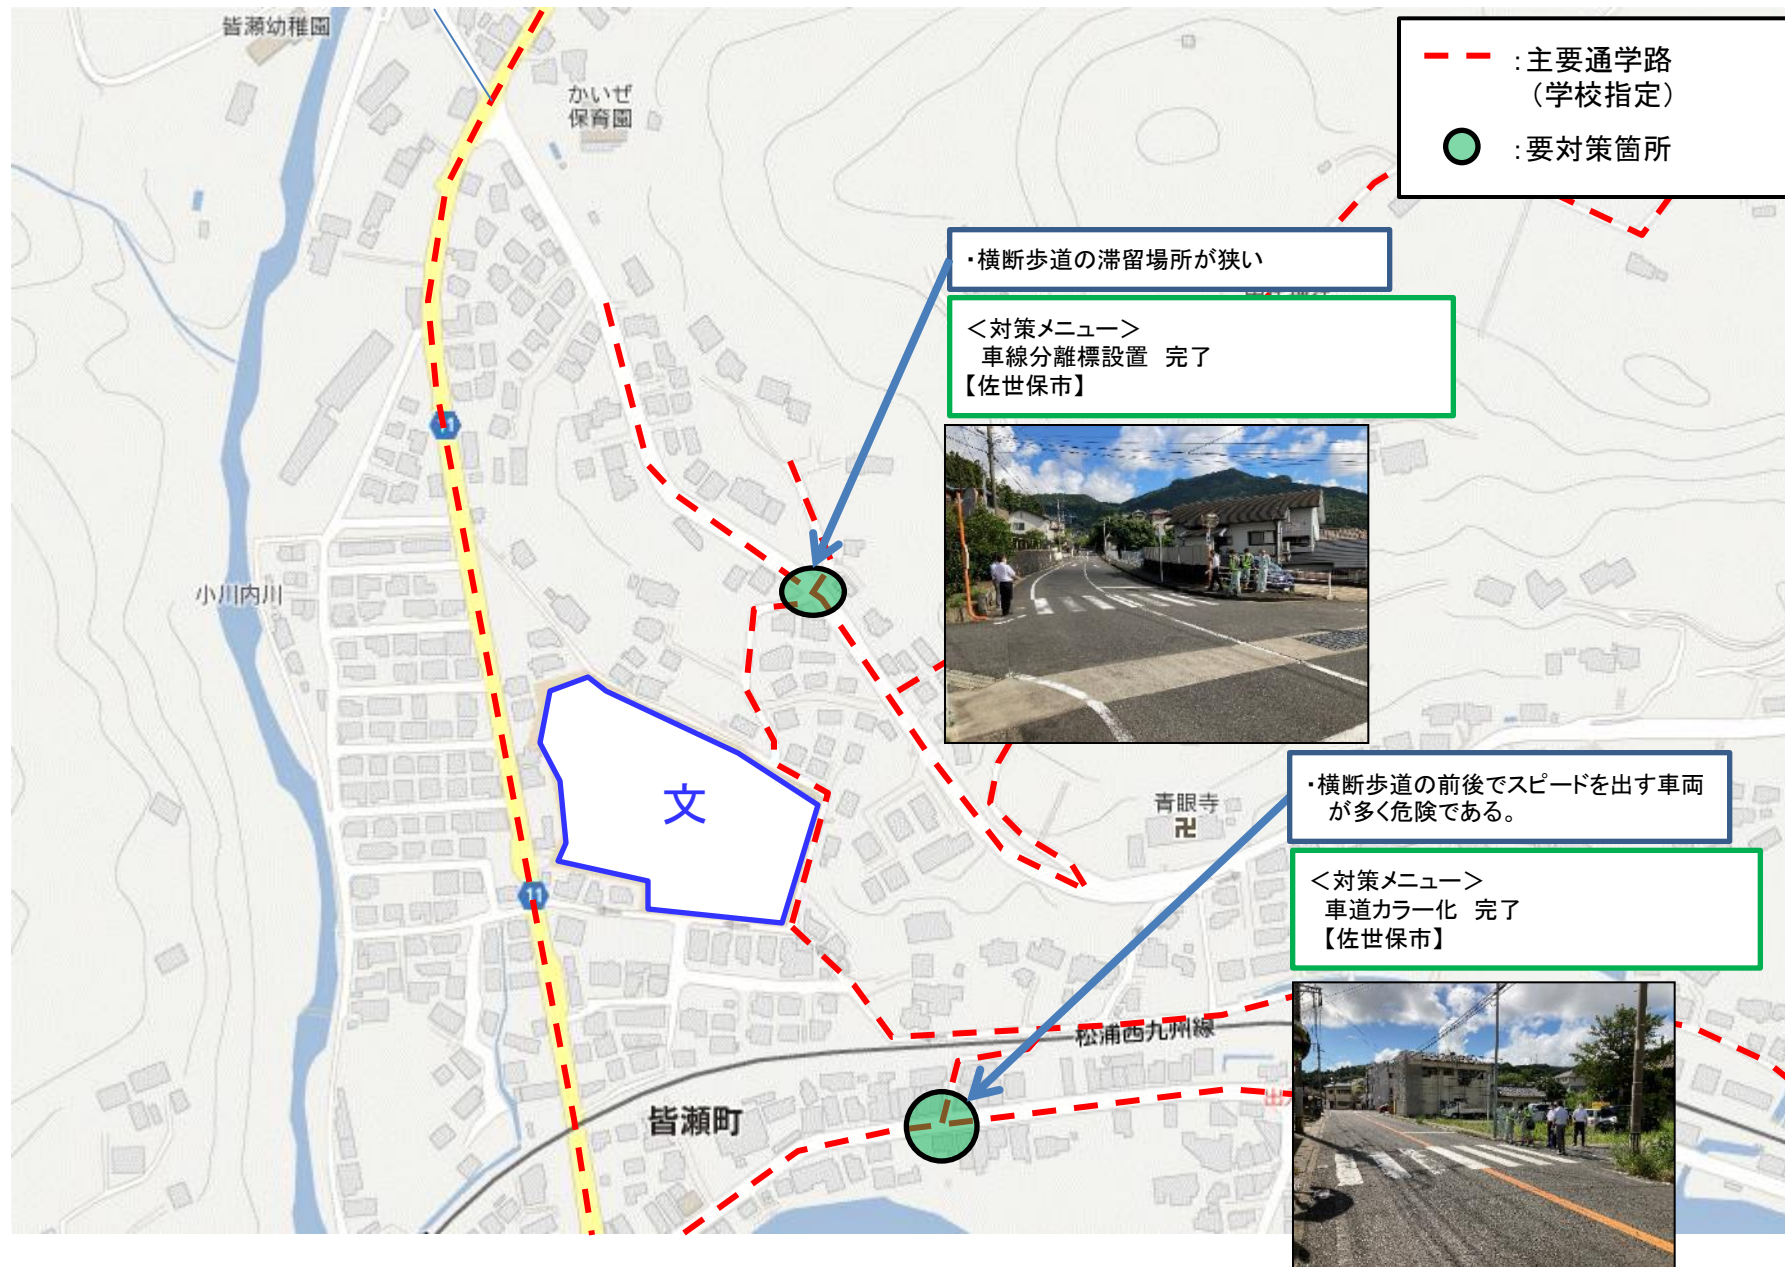 皆瀬幼稚園
かいぜ
保育園
：主要通学路
（学校指定）
：要対策箇所
・横断歩道の滞留場所が狭い
＜対策メニュー＞
車線分離標設置　完了
【佐世保市】
11
小川内川
文
・横断歩道の前後でスピードを出す車両
が多く危険である。
青眼寺
卍
＜対策メニュー＞
車道カラー化　完了
【佐世保市】
11
松浦西九州線
皆瀬町